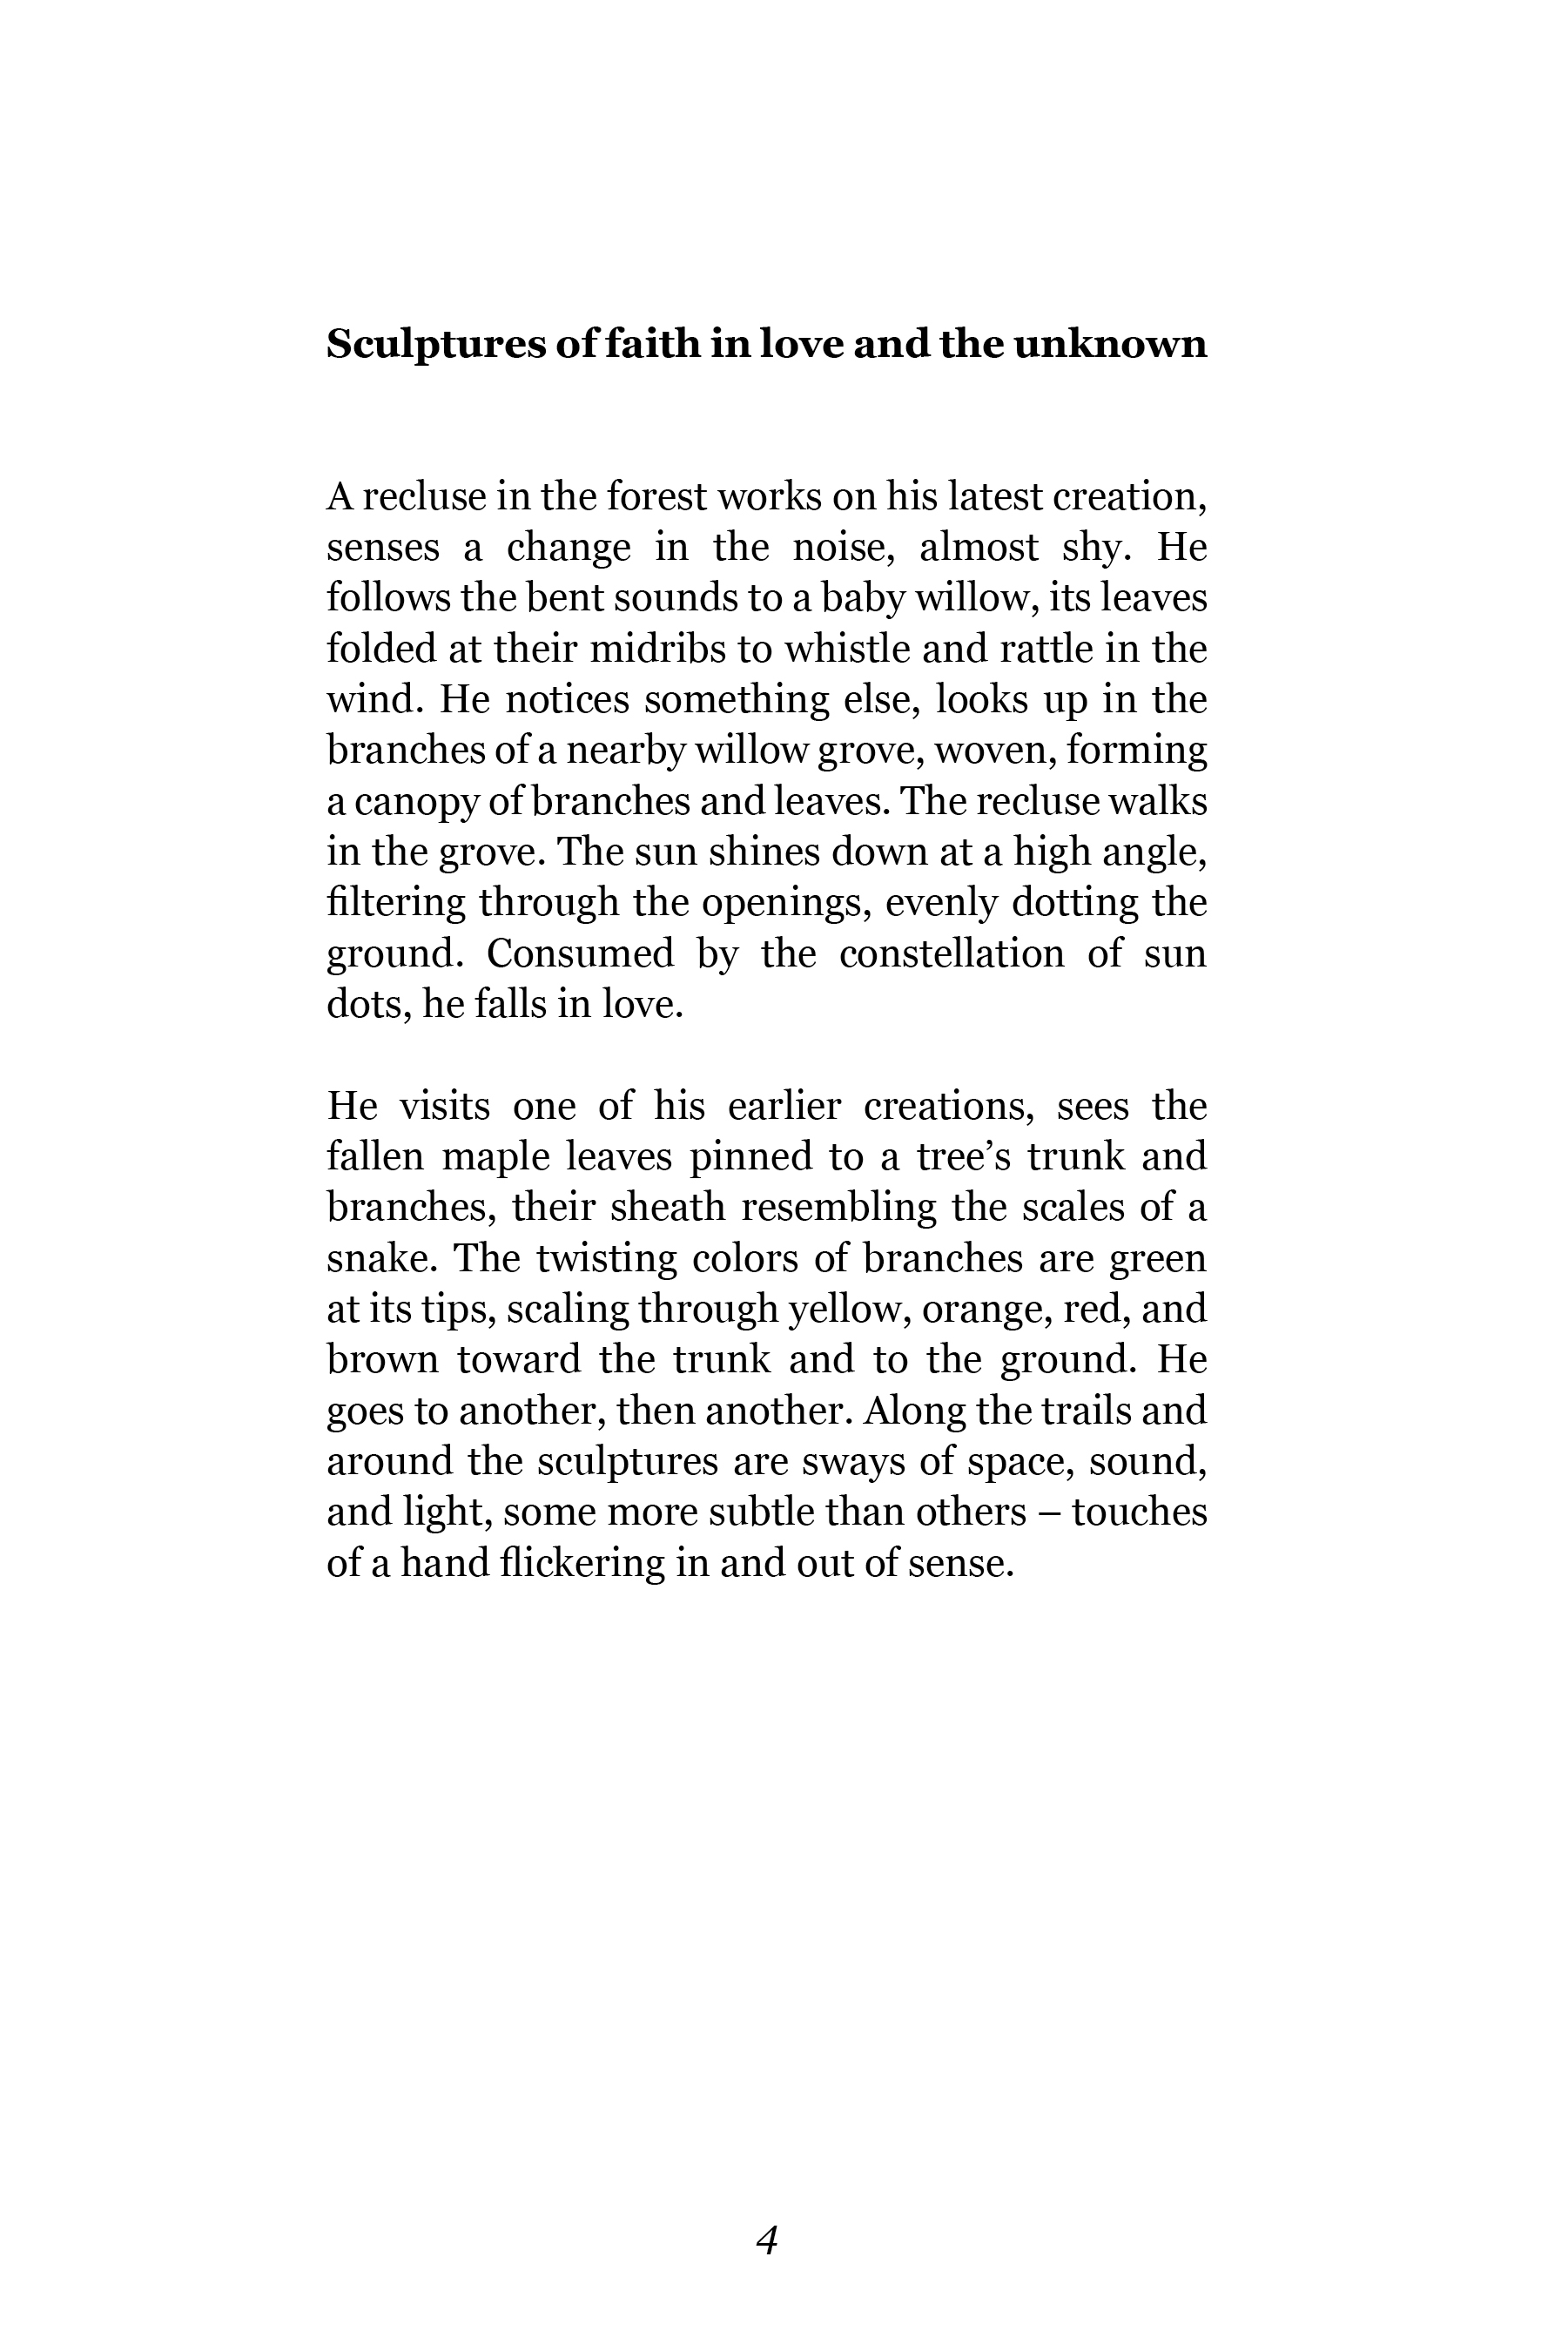 Sculptures of faith in love and the unknown
A recluse in the forest works on his latest creation,
senses a change in the noise, almost shy. He
follows the bent sounds to a baby willow, its leaves
folded at their midribs to whistle and rattle in the
wind. He notices something else, looks up in the
branches of a nearby willow grove, woven, forming
a canopy of branches and leaves. The recluse walks
in the grove. The sun shines down at a high angle,
filtering through the openings, evenly dotting the
ground. Consumed by the constellation of sun
dots, he falls in love.
He visits one of his earlier creations, sees the
fallen maple leaves pinned to a tree’s trunk and
branches, their sheath resembling the scales of a
snake. The twisting colors of branches are green
at its tips, scaling through yellow, orange, red, and
brown toward the trunk and to the ground. He
goes to another, then another. Along the trails and
around the sculptures are sways of space, sound,
and light, some more subtle than others – touches
of a hand flickering in and out of sense.
4